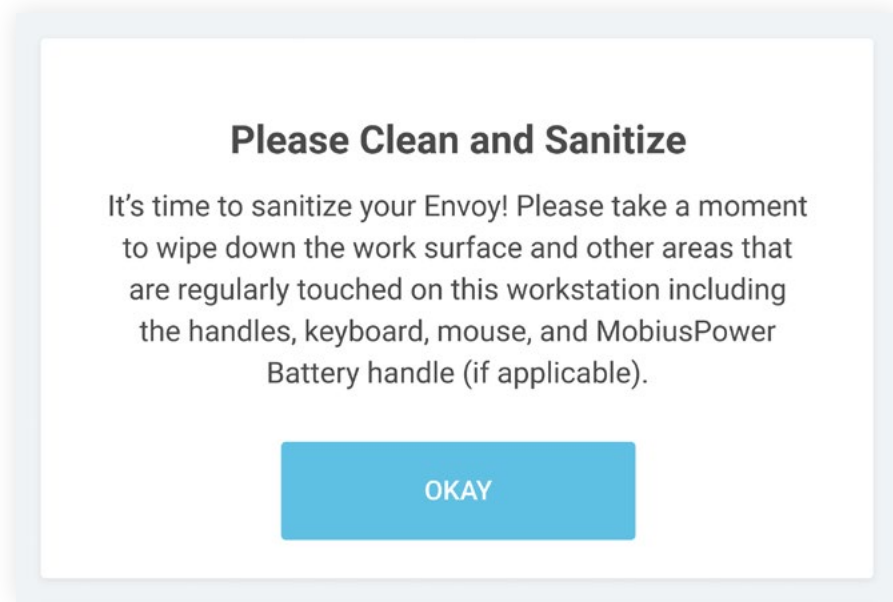 Please Clean and Sanitize
It’s time to sanitize your Envoy! Please take a moment
to wipe down the work surface and other areas that
are regularly touched on this workstation including
the handles, keyboard, mouse, and MobiusPower
Battery handle (if applicable).
OKAY